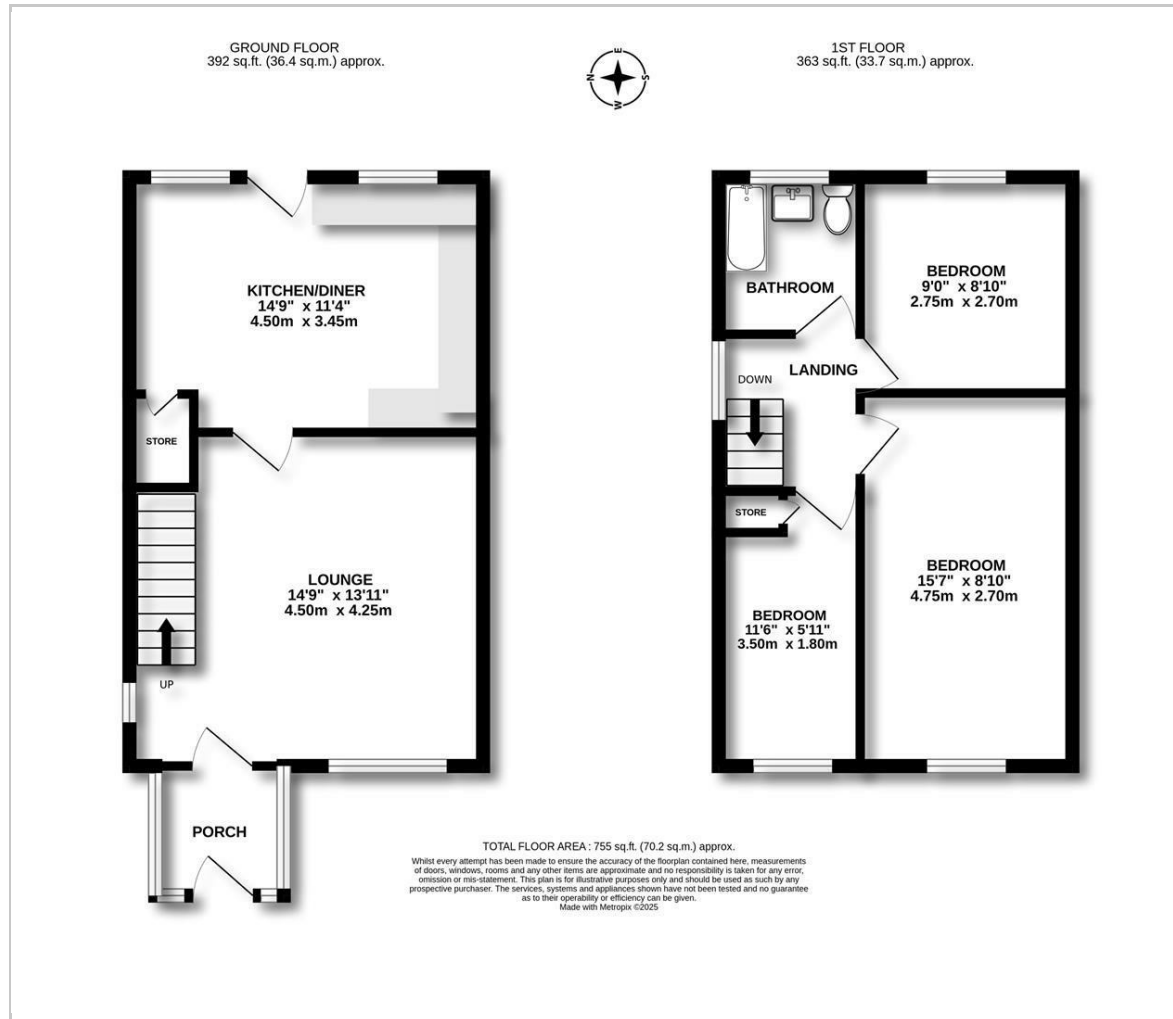 GROUND FLOOR
392 sq.ft. (36.4 sq.m.) approx.
1ST FLOOR
363 sq.ft. (33.7 sq.m.) approx.
E
N
S
W
KITCHEN/DINER
14'9" x 11'4"
4.50m x 3.45m
STORE
LOUNGE
14'9" x 13'11"
4.50m x 4.25m
UP
PORCH
BATHROOM
BEDROOM
9'0" x 8'10"
2.75m x 2.70m
LANDING
DOWN
STORE
BEDROOM
15'7" x 8'10"
4.75m x 2.70m
BEDROOM
11'6" x 5'11"
3.50m x 1.80m
TOTAL FLOOR AREA : 755 sq.ft. (70.2 sq.m.) approx.
Whilst every attempt has been made to ensure the accuracy of the floorplan contained here, measurements
of doors, windows, rooms and any other items are approximate and no responsibility is taken for any error,
omission or mis-statement. This plan is for illustrative purposes only and should be used as such by any
prospective purchaser. The services, systems and appliances shown have not been tested and no guarantee
as to their operability or efficiency can be given.
Made with Metropix ©2025